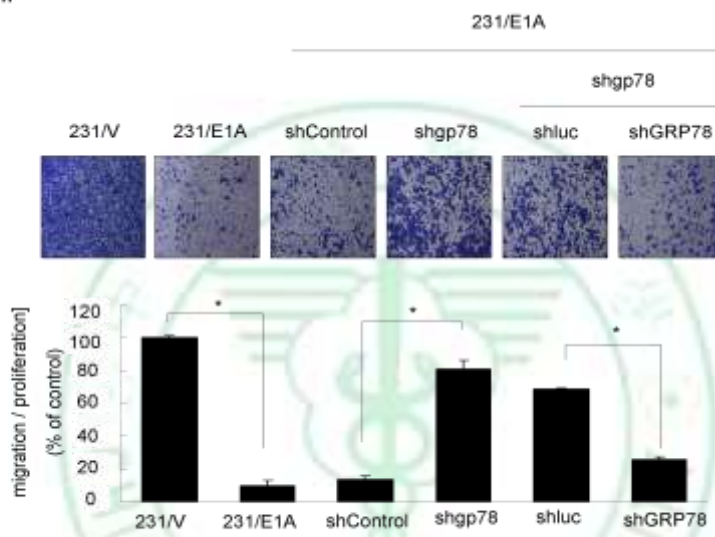 231/E1A
shgp78
231/V 231/E1A shControl shgp78 shluc shGRP78
migration / proliferation]
(% of control)
120
100
80
60
40
20
0
* * *
231/V 231/E1A shControl shgp78 shluc shGRP78